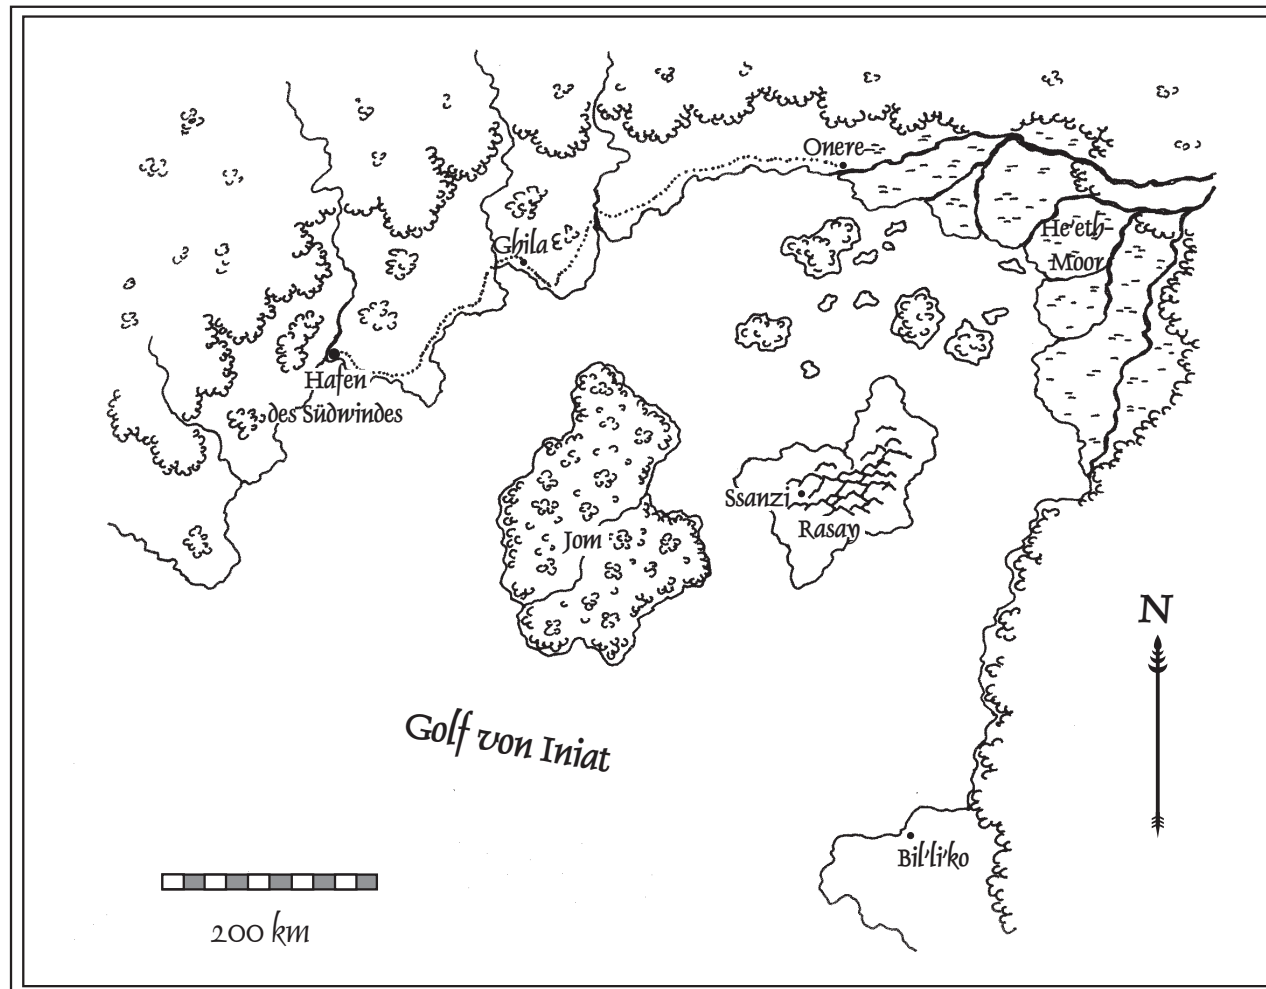 Onere
Ghila
He'eth-
Moor
Hafen
des Südwindes
Ssanzi
Rasay
Jom
N
Golf von Iniat
Bil'li'ko
200 km